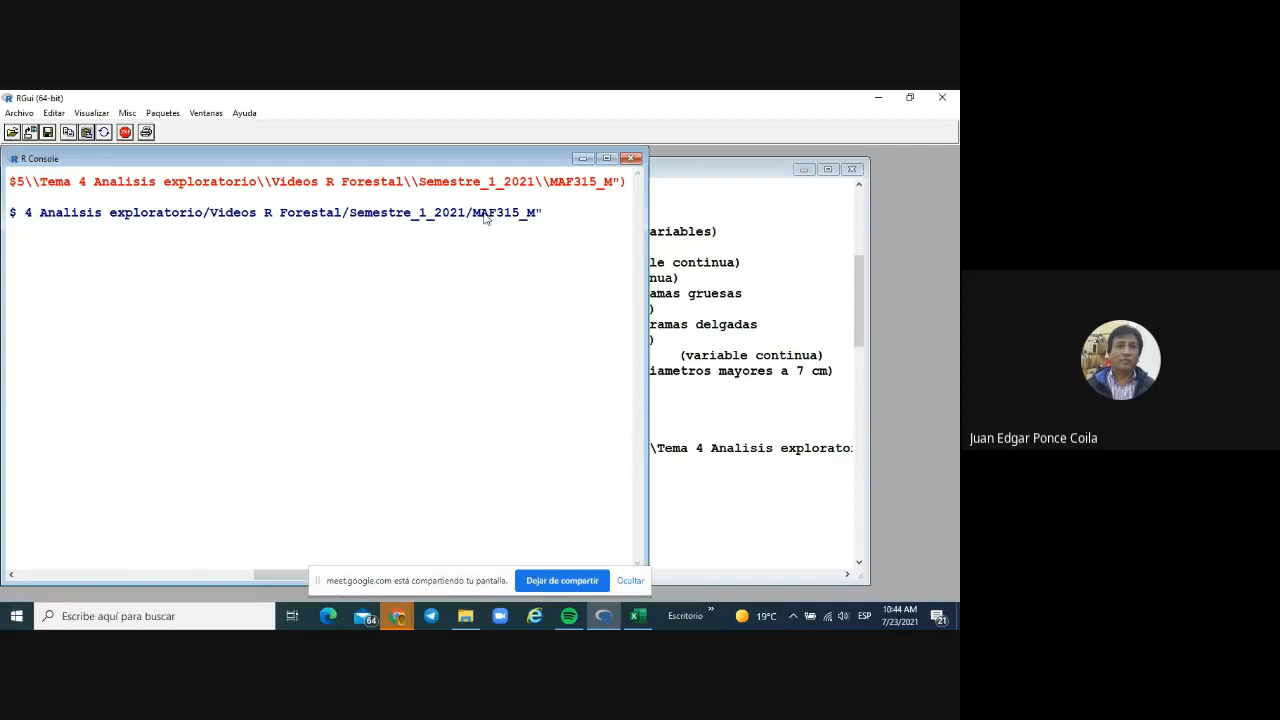 RGui (64-bit)
Archivo Editar Visualizar Misc Paquetes Ventanas Ayuda
STOP
R Console
$5\\Tema 4 Analisis exploratorio\\Videos R Forestal\\Semestre_1_2021\\MAF315_M")
$ 4 Analisis exploratorio/Videos R Forestal/Semestre_1_2021/MAF315_M"
ariables)
le continua)
nua)
amas gruesas
)
ramas delgadas
)
(variable continua)
iametros mayores a 7 cm)
\Tema 4 Analisis explorato
meet.google.com está compartiendo tu pantalla.
Dejar de compartir
Ocultar
Escribe aquí para buscar
64
Escritorio
19°C
ESP
10:44 AM
7/23/2021
21
Juan Edgar Ponce Coila